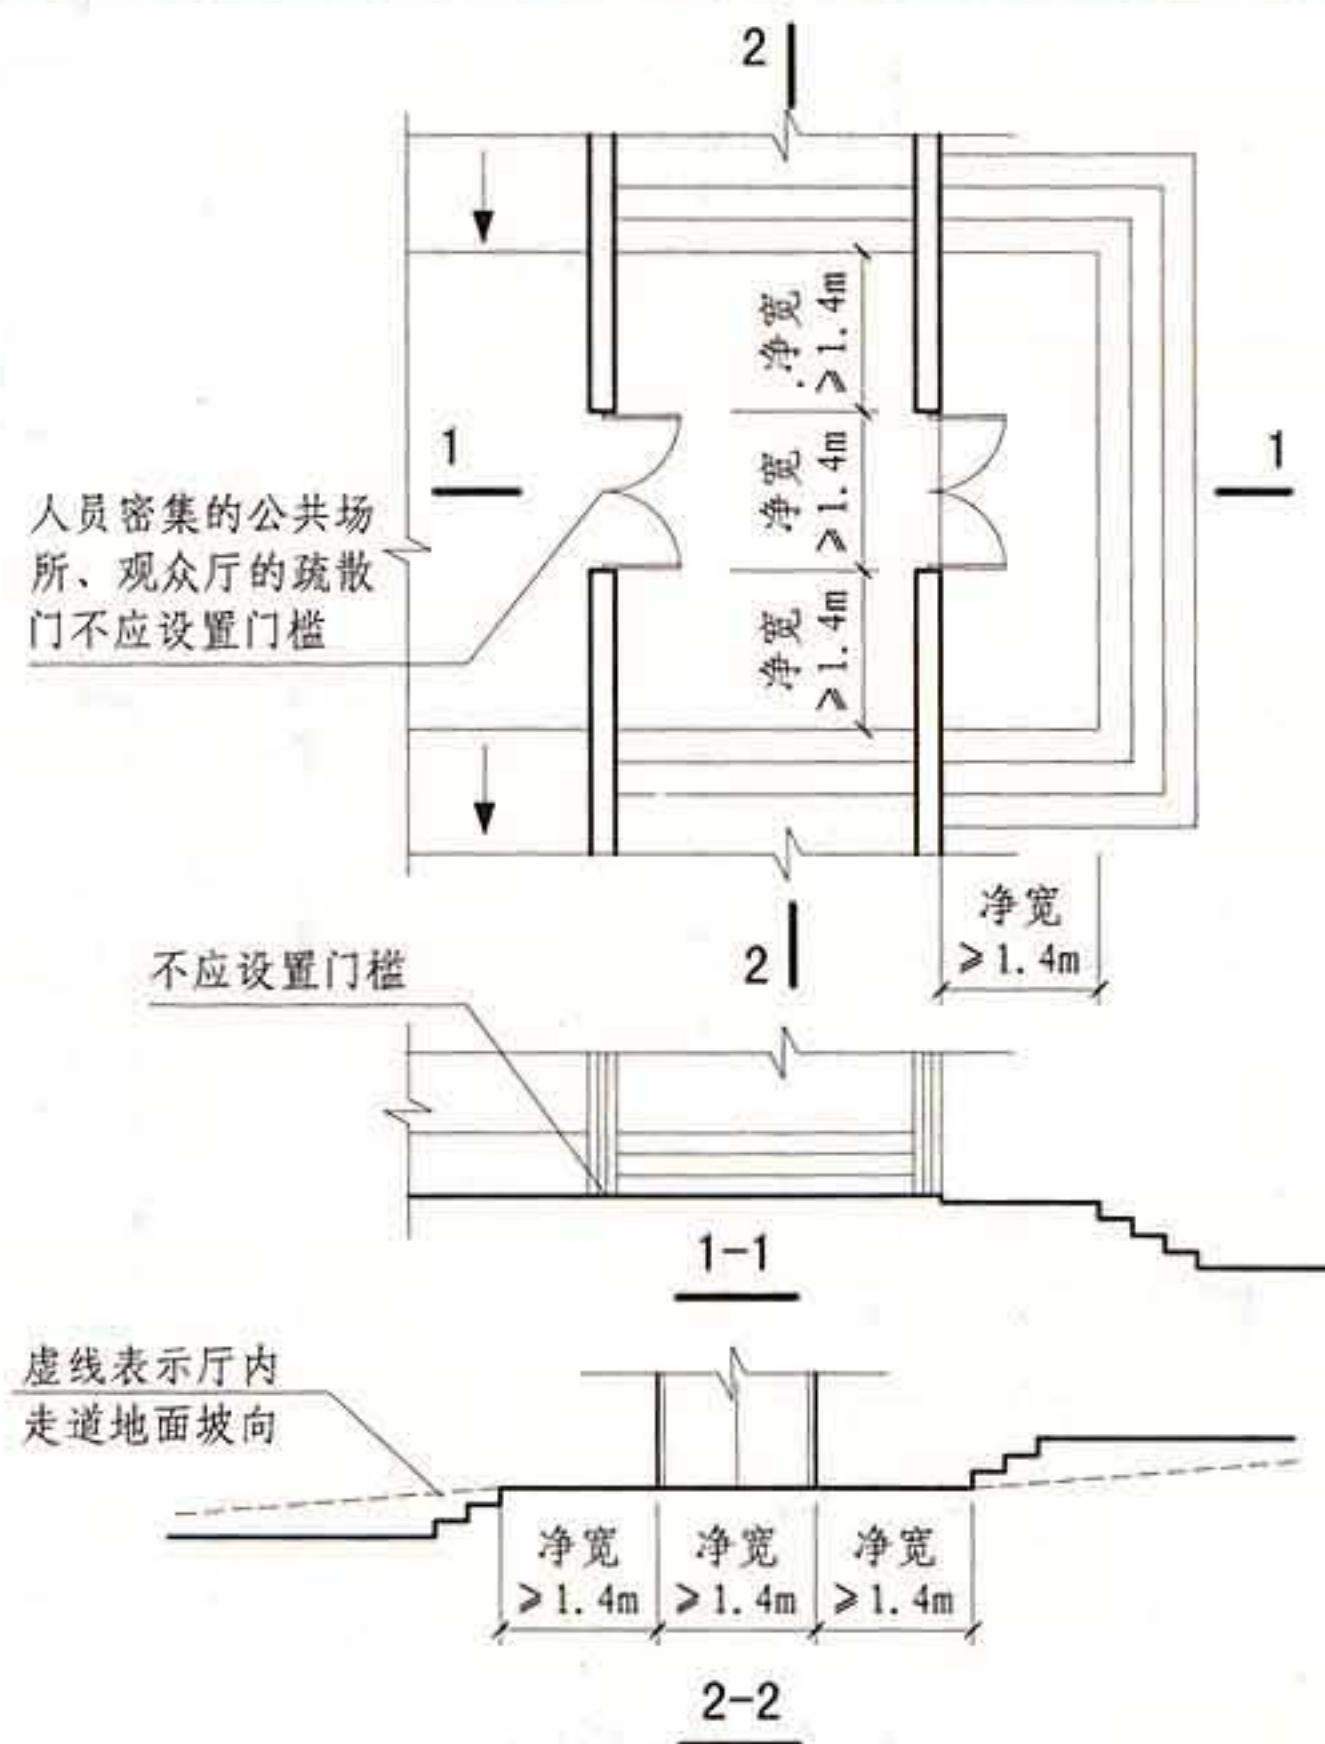 2
净宽
≥1.4m
净宽
≥1.4m
净宽
≥1.4m
1
1
人员密集的公共场
所、观众厅的疏散
门不应设置门槛
净宽
≥1.4m
2
不应设置门槛
1-1
虚线表示厅内
走道地面坡向
净宽
≥1.4m
净宽
≥1.4m
净宽
≥1.4m
2-2